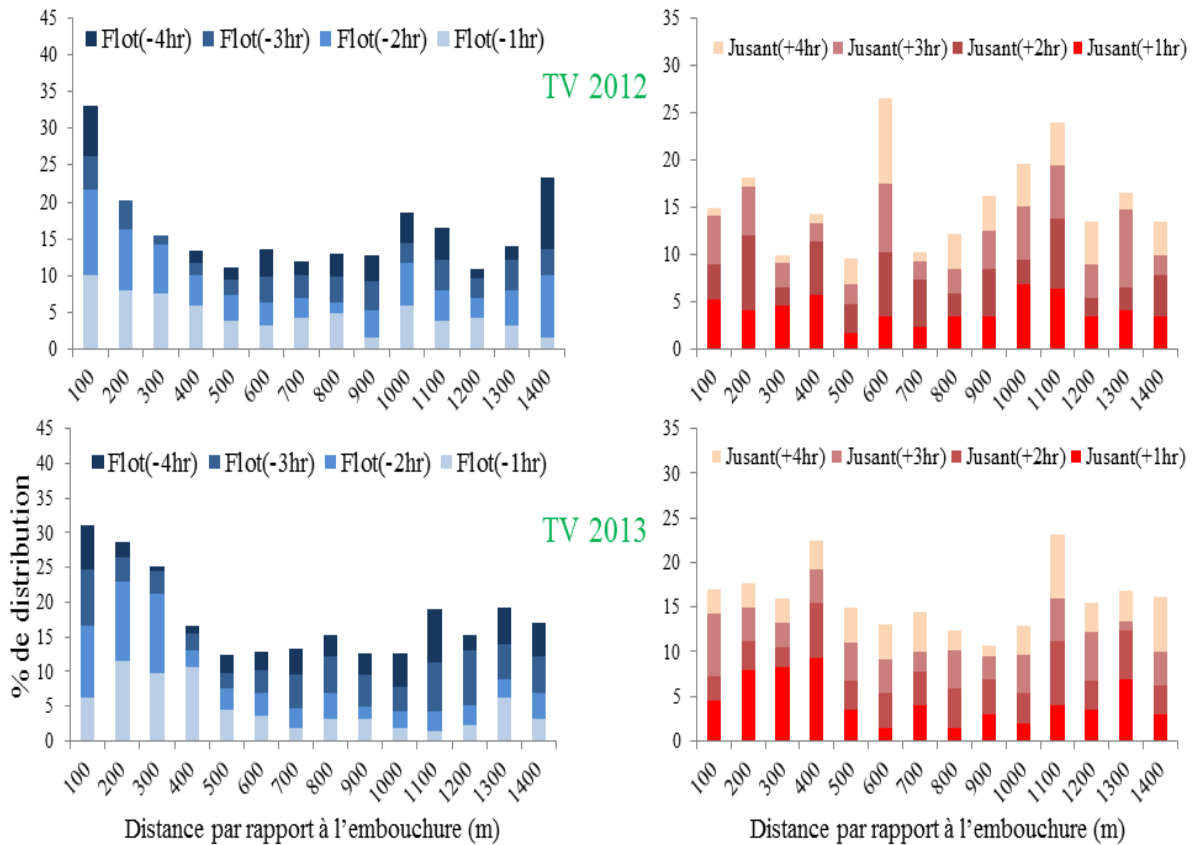 Flot(-4hr) Flot(-3hr) Flot(-2hr) Flot(-1hr)
45
40
35
30
25
20
15
10
5
0
100 200 300 400 500 600 700 800 900 1000 1100 1200 1300 1400
TV 2012
Jusant(+4hr) Jusant(+3hr) Jusant(+2hr) Jusant(+1hr)
35
30
25
20
15
10
5
0
100 200 300 400 500 600 700 800 900 1000 1100 1200 1300 1400
% de distribution
Flot(-4hr) Flot(-3hr) Flot(-2hr) Flot(-1hr)
45
40
35
30
25
20
15
10
5
0
100 200 300 400 500 600 700 800 900 1000 1100 1200 1300 1400
Distance par rapport à l’embouchure (m)
TV 2013
Jusant(+4hr) Jusant(+3hr) Jusant(+2hr) Jusant(+1hr)
35
30
25
20
15
10
5
0
100 200 300 400 500 600 700 800 900 1000 1100 1200 1300 1400
Distance par rapport à l’embouchure (m)